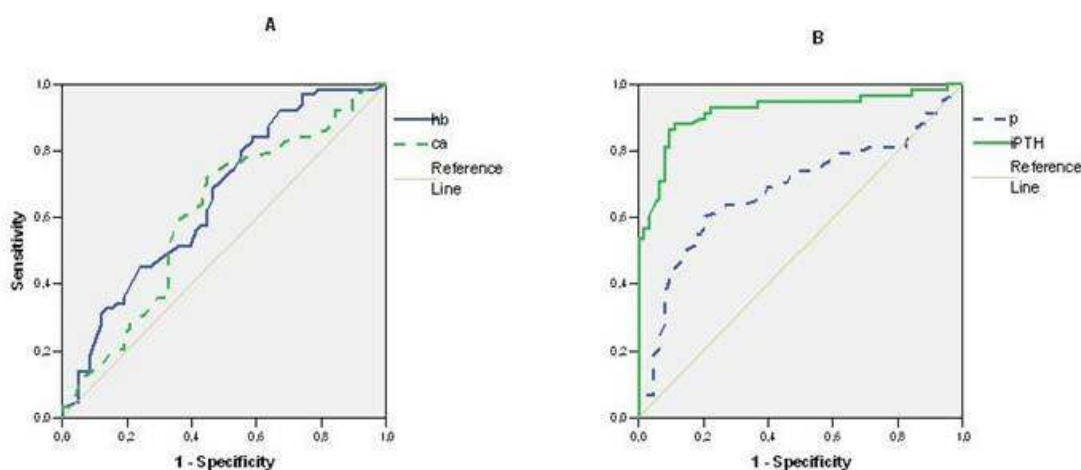 A
1,0
0,8
0,6
0,4
0,2
0,0
Sensitivity
0,0 0,2 0,4 0,6 0,8 1,0
1 - Specificity
hb
ca
Reference
Line
B
1,0
0,8
0,6
0,4
0,2
0,0
0,0 0,2 0,4 0,6 0,8 1,0
1 - Specificity
p
iPTH
Reference
Line